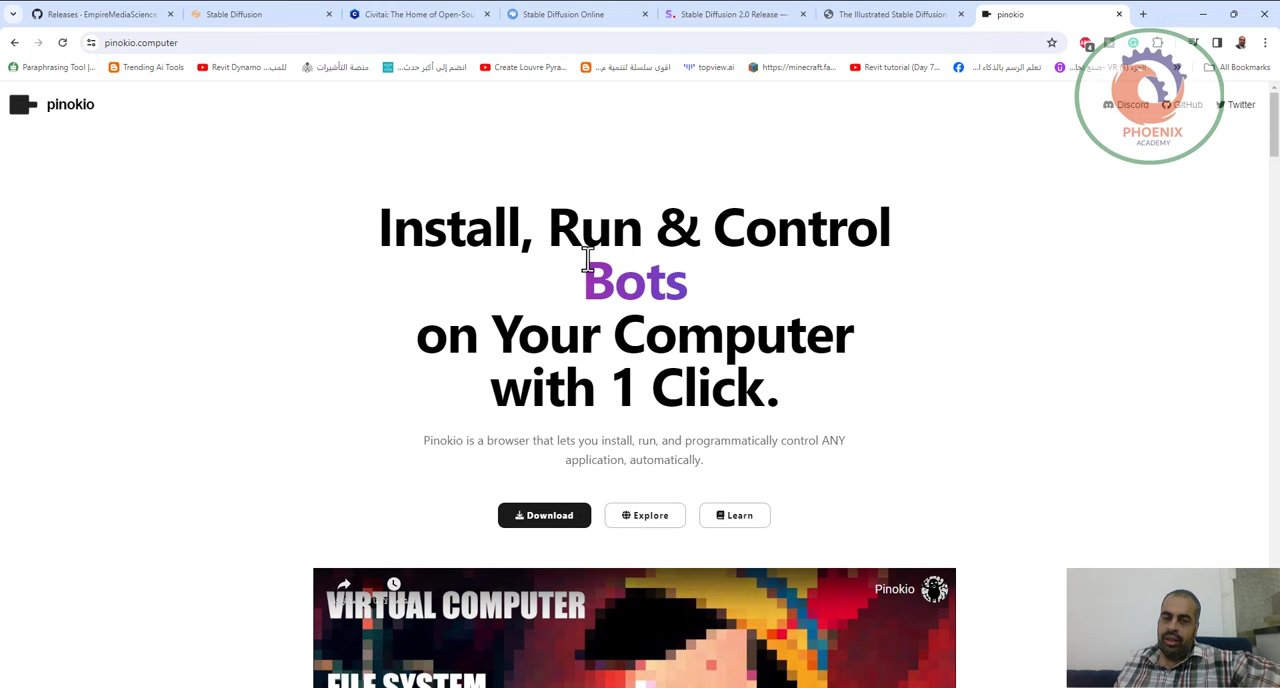 Releases - EmpireMediaScience
Stable Diffusion
Civitai: The Home of Open-Sou
Stable Diffusion Online
Stable Diffusion 2.0 Release —
The Illustrated Stable Diffusion
pinokio
pinokio.computer
Paraphrasing Tool |...
Trending Ai Tools
Revit Dynamo للمب...
منصة التأشيرات
انضم إلى أكثر حدث...
Create Louvre Pyra...
اقوى سلسلة لتنمية م...
topview.ai
https://minecraft.fa...
Revit tutorial (Day 7...
تعلم الرسم بالذكاء ا...
All Bookmarks
pinokio
Discord
GitHub
Twitter
PHOENIX
ACADEMY
Install, Run & Control
Bots
on Your Computer
with 1 Click.
Pinokio is a browser that lets you install, run, and programmatically control ANY
application, automatically.
Download
Explore
Learn
VIRTUAL COMPUTER
Pinokio
FILE SYSTEM